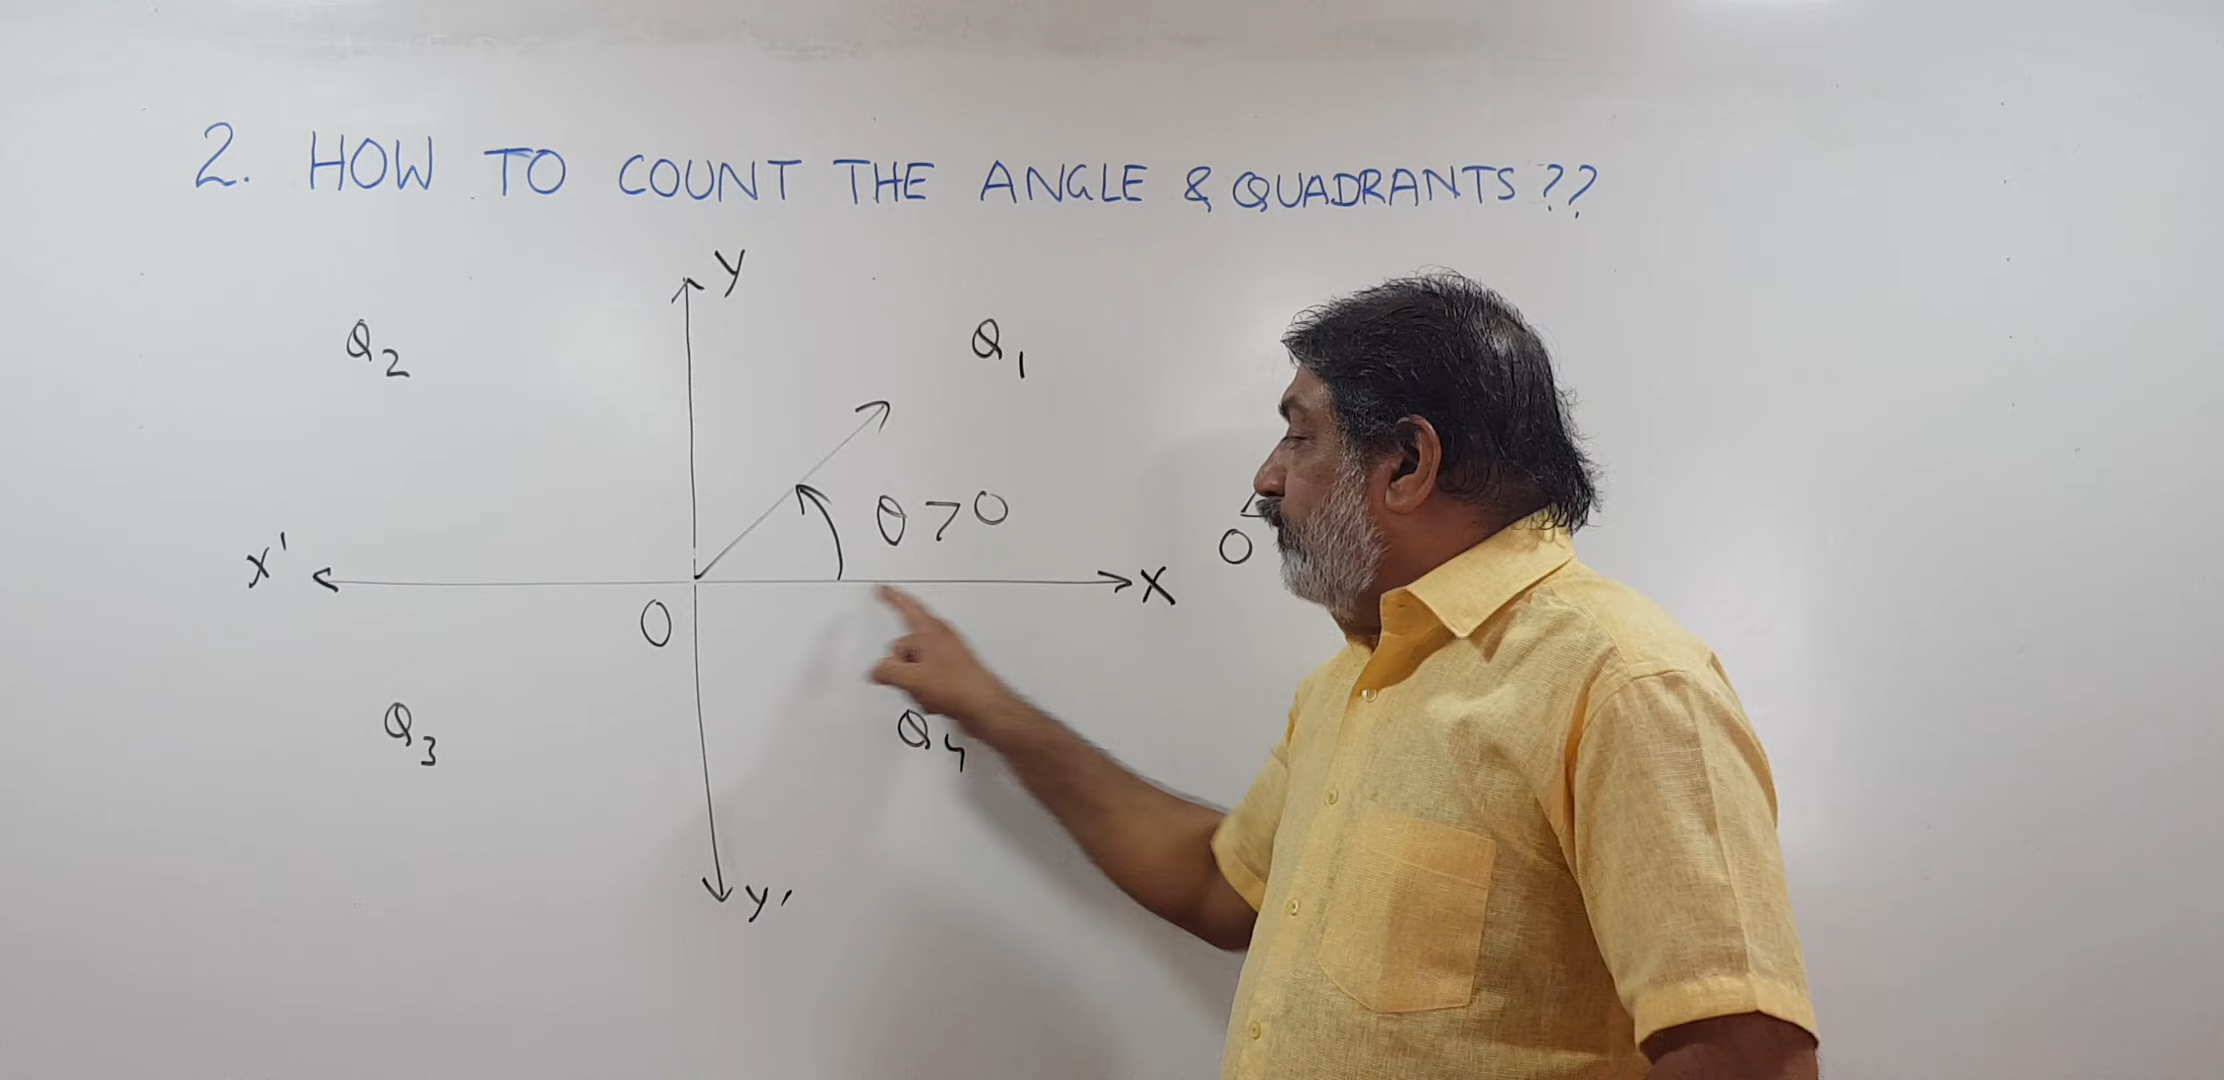 2. HOW TO COUNT THE ANGLE & QUADRANTS ??
Y
Q2
Q1
θ > 0
X'
X
O
O
Q3
Q4
Y'